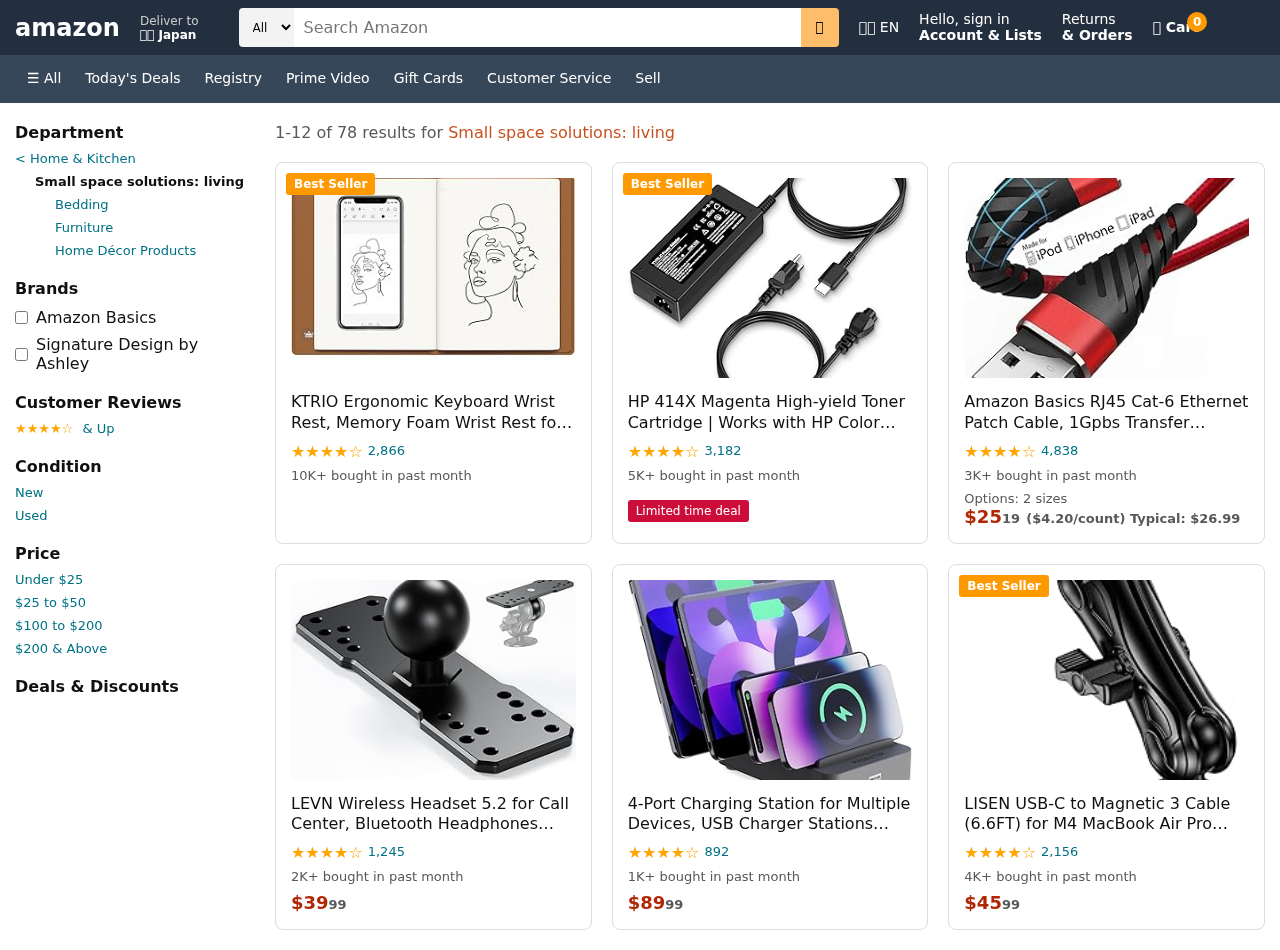 amazon
Deliver to
Japan
All
Search Amazon
EN
Hello, sign in
Account & Lists
Returns
& Orders
0
☰ All
Today's Deals
Registry
Prime Video
Gift Cards
Customer Service
Sell
Department
< Home & Kitchen
Small space solutions: living
Bedding
Furniture
Home Décor Products
Brands
Amazon Basics
Signature Design by
Ashley
Customer Reviews
★★★★☆ & Up
Condition
New
Used
Price
Under $25
$25 to $50
$100 to $200
$200 & Above
Deals & Discounts
1-12 of 78 results for Small space solutions: living
Best Seller
KTRIO Ergonomic Keyboard Wrist
Rest, Memory Foam Wrist Rest fo…
★★★★☆ 2,866
10K+ bought in past month
Best Seller
HP 414X Magenta High-yield Toner
Cartridge | Works with HP Color…
★★★★☆ 3,182
5K+ bought in past month
Limited time deal
Made for
iPod iPhone iPad
Amazon Basics RJ45 Cat-6 Ethernet
Patch Cable, 1Gpbs Transfer…
★★★★☆ 4,838
3K+ bought in past month
Options: 2 sizes
$2519 ($4.20/count) Typical: $26.99
LEVN Wireless Headset 5.2 for Call
Center, Bluetooth Headphones…
★★★★☆ 1,245
2K+ bought in past month
$3999
4-Port Charging Station for Multiple
Devices, USB Charger Stations…
★★★★☆ 892
1K+ bought in past month
$8999
Best Seller
LISEN USB-C to Magnetic 3 Cable
(6.6FT) for M4 MacBook Air Pro…
★★★★☆ 2,156
4K+ bought in past month
$4599